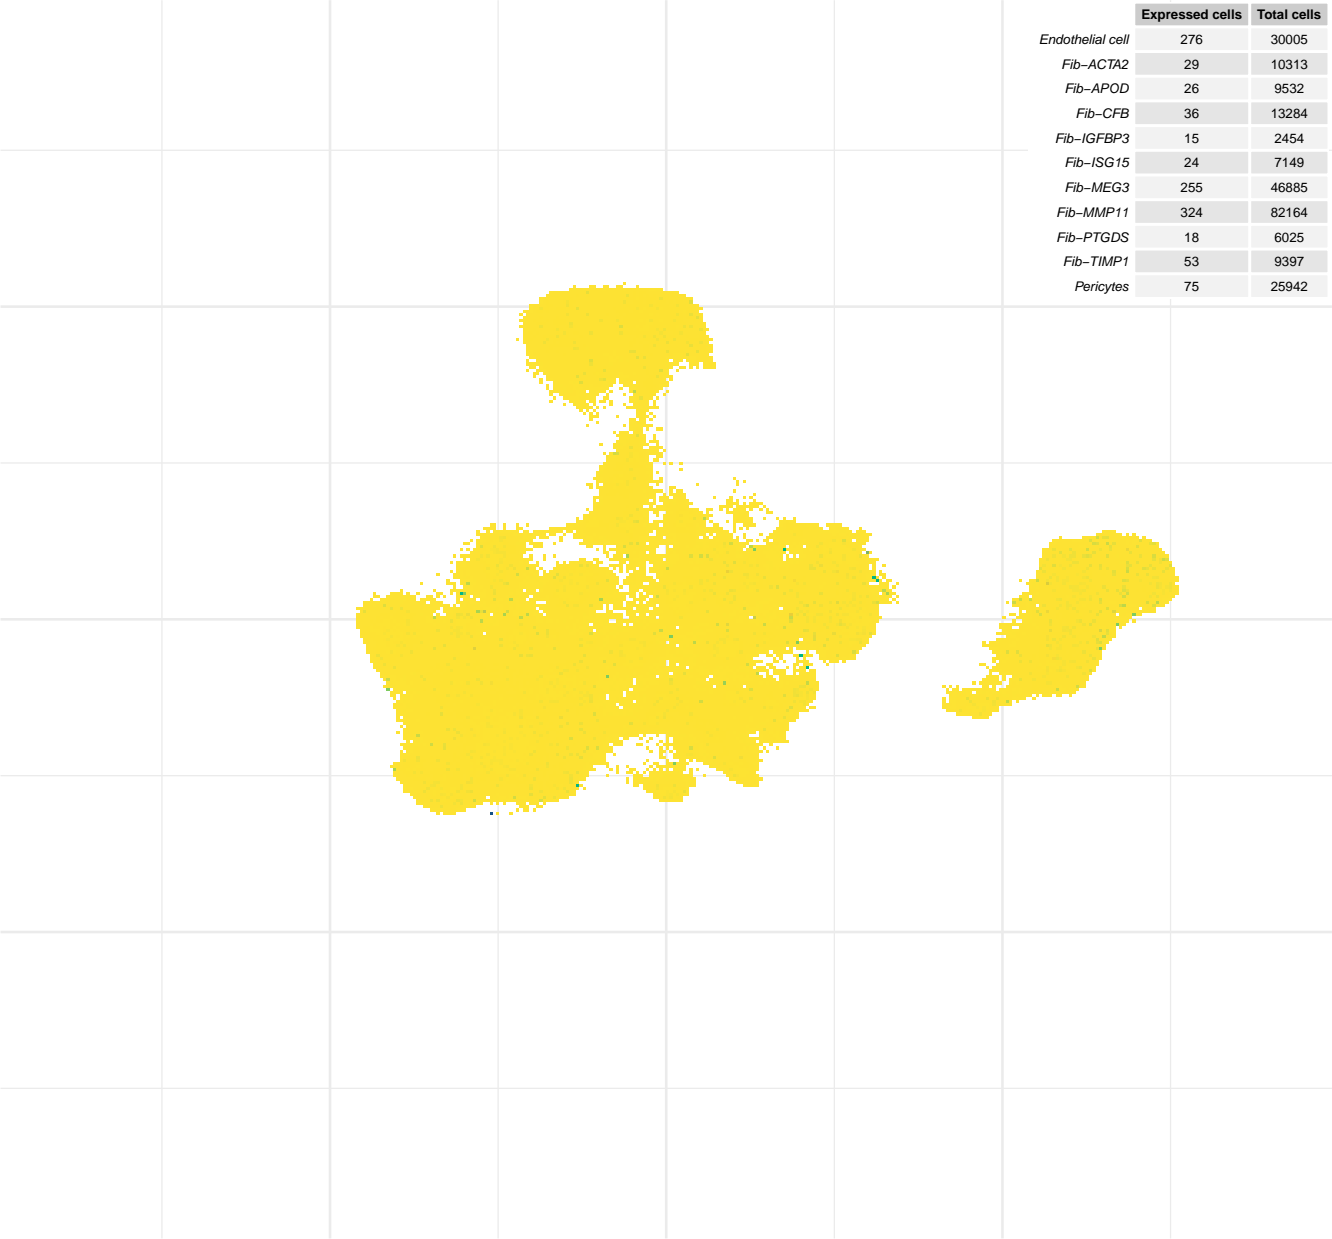 Expressed cells Total cells
Endothelial cell 276 30005
Fib−ACTA2 29 10313
Fib−APOD 26 9532
Fib−CFB 36 13284
Fib−IGFBP3 15 2454
Fib−ISG15 24 7149
Fib−MEG3 255 46885
Fib−MMP11 324 82164
Fib−PTGDS 18 6025
Fib−TIMP1 53 9397
Pericytes 75 25942